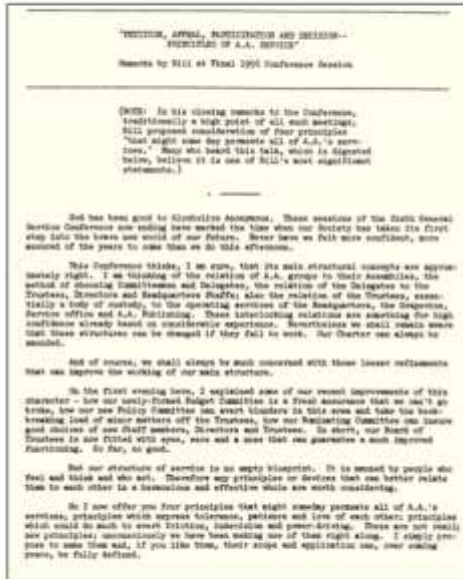 "PETITION, APPEAL, PARTICIPATION AND DECISION--
PRINCIPLES OF A.A. SERVICE"
Remarks by Bill at Final 1956 Conference Session
(NOTE: In his closing remarks to the Conference,
traditionally a high point of all such meetings,
Bill proposed consideration of four principles
"that might some day permeate all of A.A.'s serv-
ices." Many who heard this talk, which is digested
below, believe it is one of Bill's most significant
statements.)
God has been good to Alcoholics Anonymous. These sessions of the Sixth General
Service Conference now ending have marked the time when our Society has taken its first
step into the brave new world of our future. Never have we felt more confident, more
assured of the years to come than we do this afternoon.
This Conference thinks, I am sure, that its main structural concepts are approx-
imately right. I am thinking of the relation of A.A. groups to their Assemblies, the
method of choosing Committeemen and Delegates, the relation of the Delegates to the
Trustees, Directors and Headquarters Staffs; also the relation of the Trustees, essen-
tially a body of custody, to the operating services of the Headquarters, the Grapevine,
Service office and A.A. Publishing. These interlocking relations are something for high
confidence already based on considerable experience. Nevertheless we shall remain aware
that these structures can be changed if they fail to work. Our Charter can always be
amended.
And of course, we shall always be much concerned with those lesser refinements
that can improve the working of our main structure.
On the first evening here, I explained some of our recent improvements of this
character - how our newly-formed Budget Committee is a fresh assurance that we can't go
broke, how our new Policy Committee can avert blunders in this area and take the back-
breaking load of minor matters off the Trustees, how our Nominating Committee can insure
good choices of new Staff members, Directors and Trustees. In short, our Board of
Trustees is now fitted with eyes, ears and a nose that can guarantee a much improved
functioning. So far, so good.
But our structure of service is no empty blueprint. It is manned by people who
feel and think and who act. Therefore any principles or devices that can better relate
them to each other in a harmonious and effective whole are worth considering.
So I now offer you four principles that might someday permeate all of A.A.'s
services, principles which express tolerance, patience and love of each other; principles
which could do much to avert friction, indecision and power-driving. These are not really
new principles; unconsciously we have been making use of them right along. I simply pro-
pose to name them and, if you like them, their scope and application can, over coming
years, be fully defined.